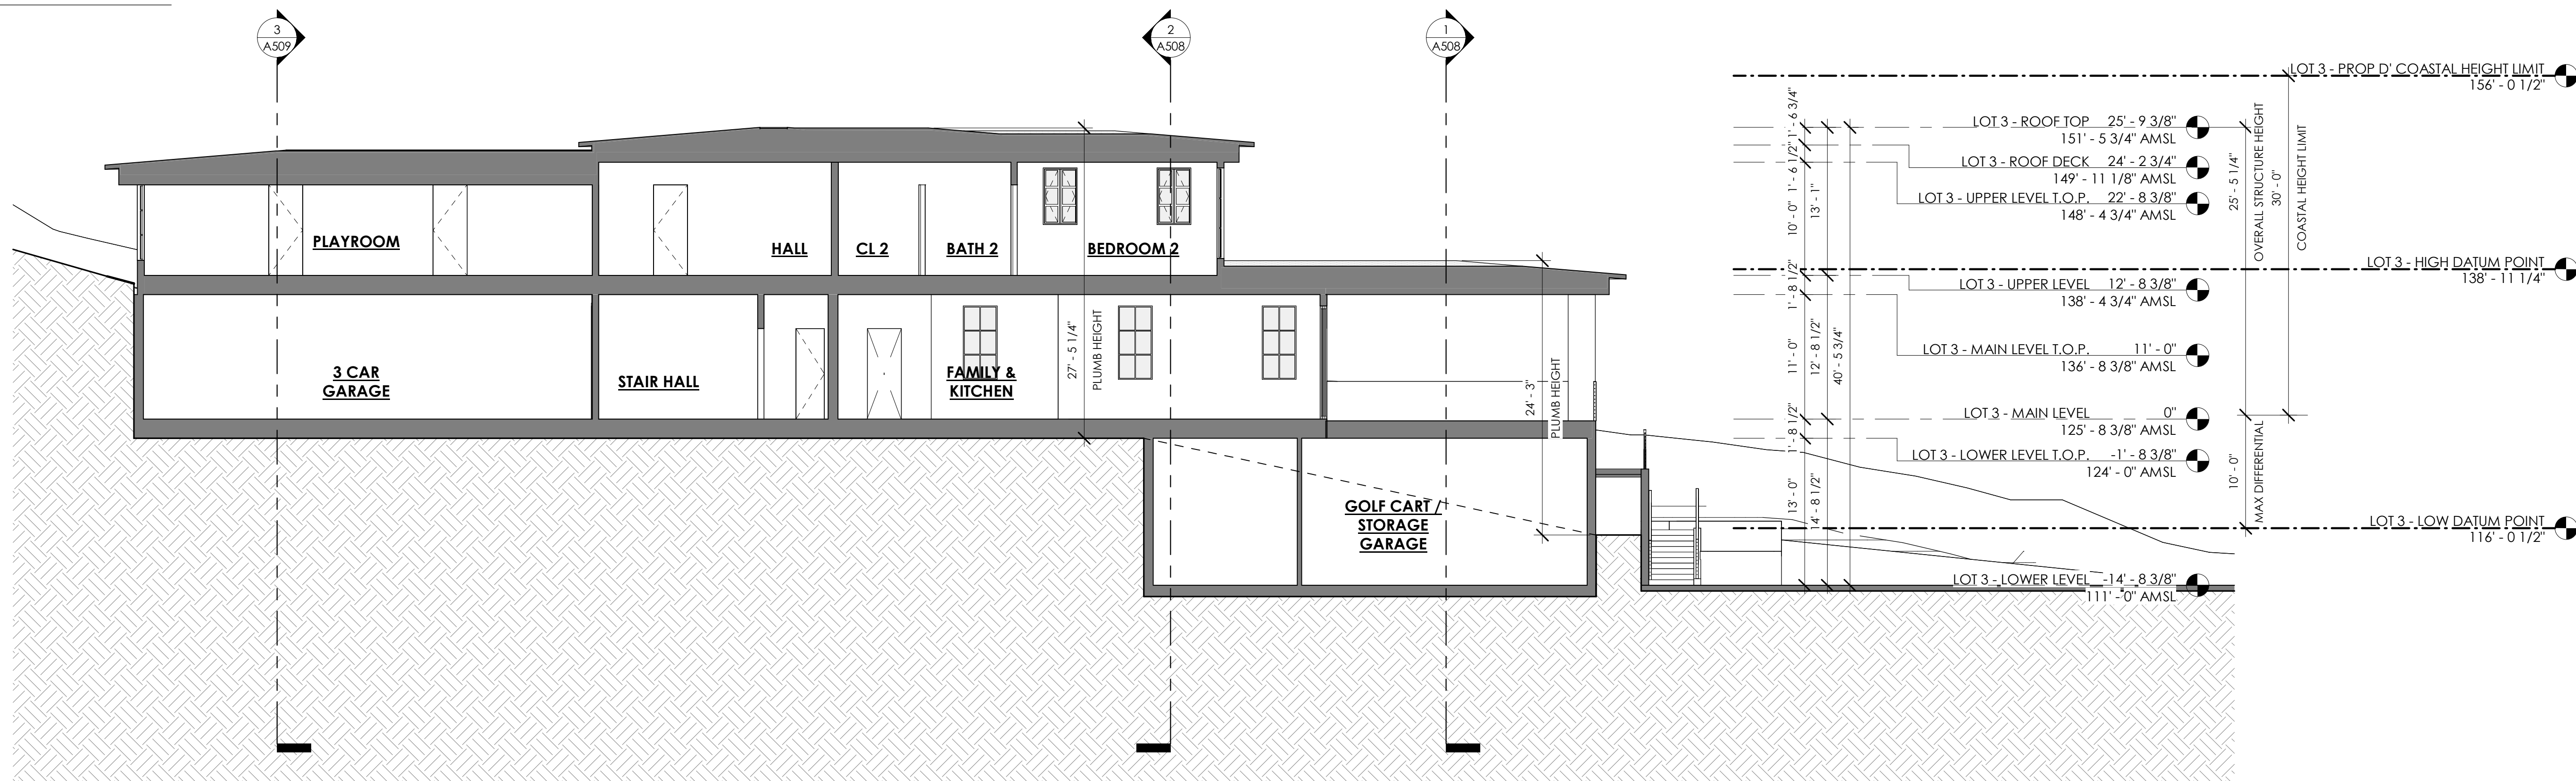 3
A509
2
A508
1
A508
LOT 3 - PROP D' COASTAL HEIGHT LIMIT
156' - 0 1/2"
LOT 3 - ROOF TOP 25' - 9 3/8"
151' - 5 3/4" AMSL
LOT 3 - ROOF DECK 24' - 2 3/4"
149' - 11 1/8" AMSL
LOT 3 - UPPER LEVEL T.O.P. 22' - 8 3/8"
148' - 4 3/4" AMSL
LOT 3 - HIGH DATUM POINT
138' - 11 1/4"
LOT 3 - UPPER LEVEL 12' - 8 3/8"
138' - 4 3/4" AMSL
LOT 3 - MAIN LEVEL T.O.P. 11' - 0"
136' - 8 3/8" AMSL
LOT 3 - MAIN LEVEL 0"
125' - 8 3/8" AMSL
LOT 3 - LOWER LEVEL T.O.P. -1' - 8 3/8"
124' - 0" AMSL
LOT 3 - LOW DATUM POINT
116' - 0 1/2"
LOT 3 - LOWER LEVEL -14' - 8 3/8"
111' - 0" AMSL
PLAYROOM
HALL
CL 2
BATH 2
BEDROOM 2
3 CAR
GARAGE
STAIR HALL
FAMILY &
KITCHEN
GOLF CART /
STORAGE
GARAGE
27' - 5 1/4"
PLUMB HEIGHT
24' - 3"
PLUMB HEIGHT
1' - 6 3/4"
1' - 6 1/2"
10' - 0"
1' - 8 1/2"
11' - 0"
1' - 8 1/2"
13' - 0"
13' - 1"
12' - 8 1/2"
14' - 8 1/2"
40' - 5 3/4"
25' - 5 1/4"
OVERALL STRUCTURE HEIGHT
30' - 0"
COASTAL HEIGHT LIMIT
10' - 0"
MAX DIFFERENTIAL